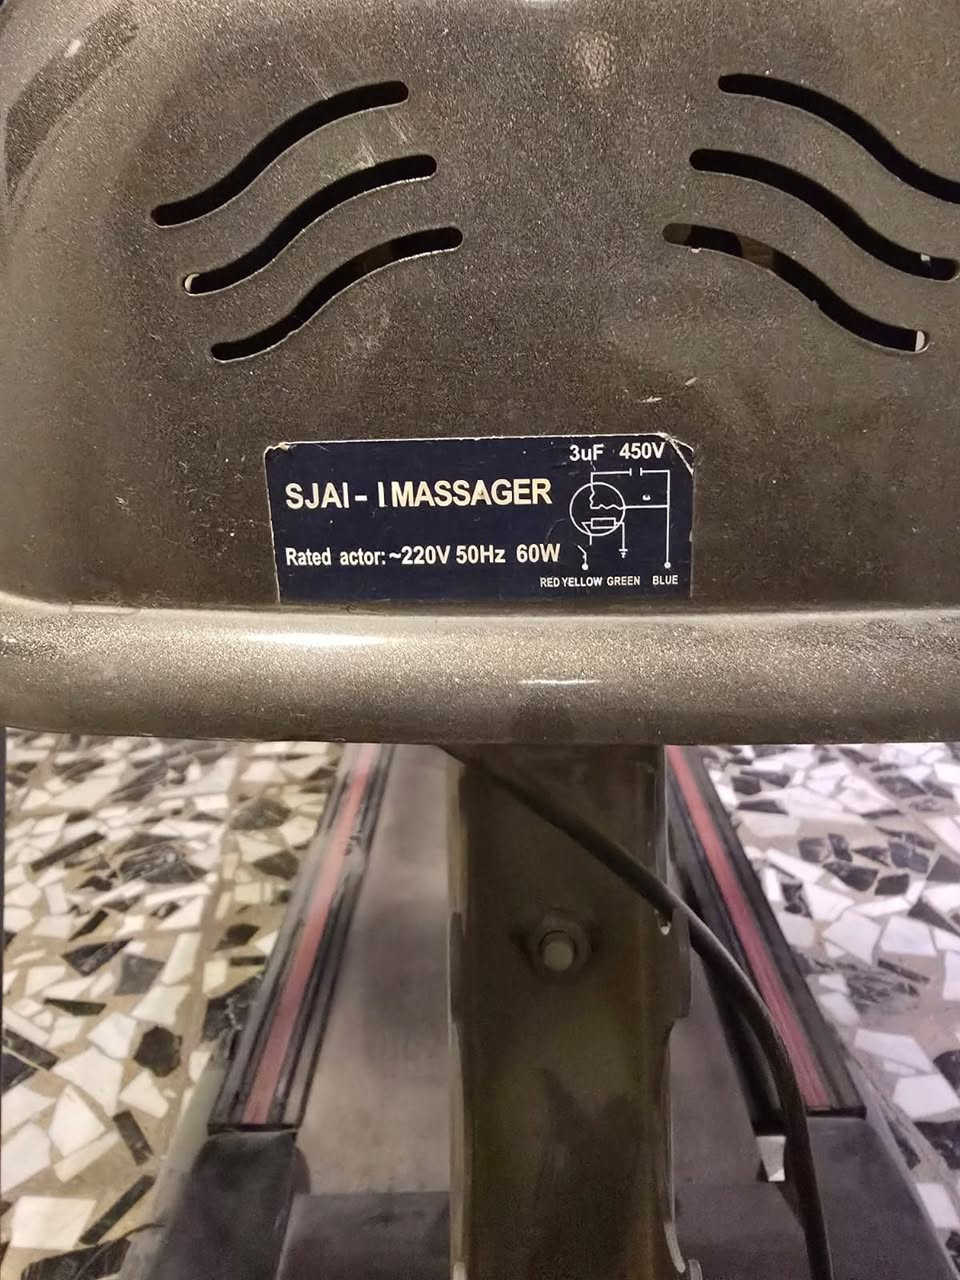 3uF 450V
SJAI - I MASSAGER
Rated actor: ~220V 50Hz 60W
RED YELLOW GREEN BLUE